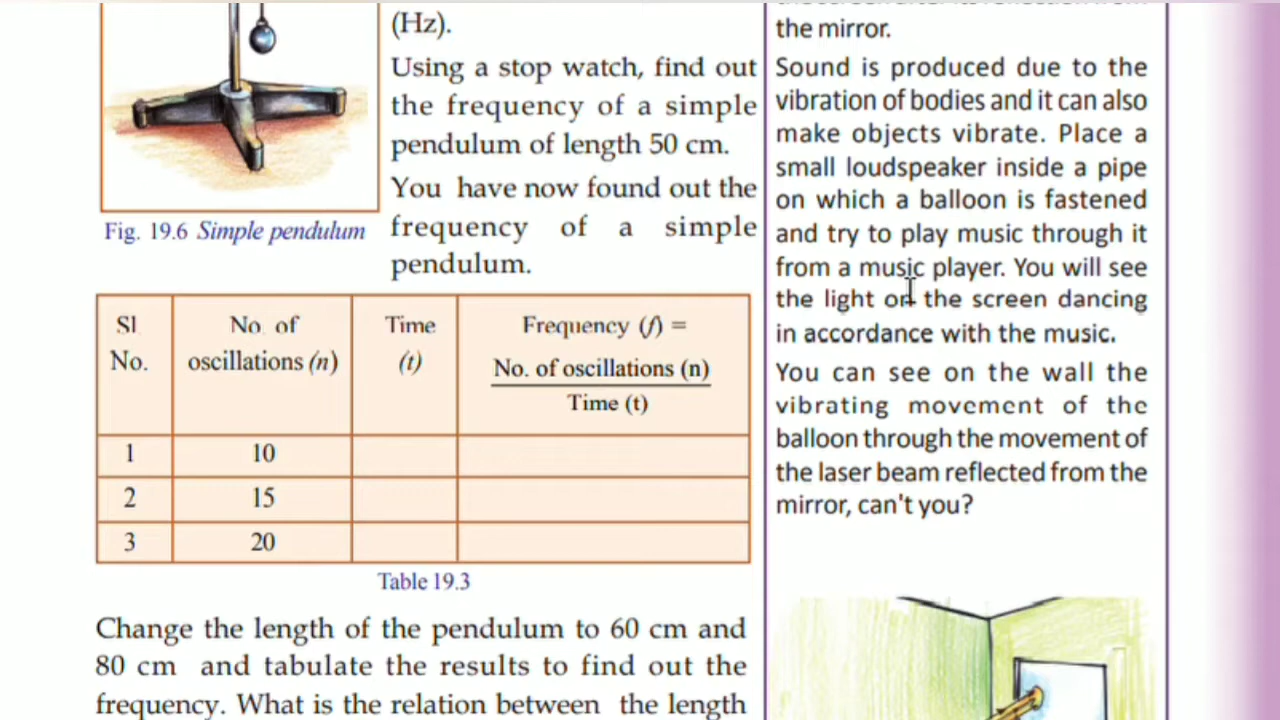 (Hz).
Using a stop watch, find out
the frequency of a simple
pendulum of length 50 cm.
You have now found out the
frequency of a simple
pendulum.
Fig. 19.6 Simple pendulum
Sl No.
No. of oscillations (n)
Time (t)
Frequency (f) =
No. of oscillations (n)
Time (t)
1 10
2 15
3 20
Table 19.3
Change the length of the pendulum to 60 cm and
80 cm and tabulate the results to find out the
frequency. What is the relation between the length
the mirror.
Sound is produced due to the
vibration of bodies and it can also
make objects vibrate. Place a
small loudspeaker inside a pipe
on which a balloon is fastened
and try to play music through it
from a music player. You will see
the light on the screen dancing
in accordance with the music.
You can see on the wall the
vibrating movement of the
balloon through the movement of
the laser beam reflected from the
mirror, can't you?